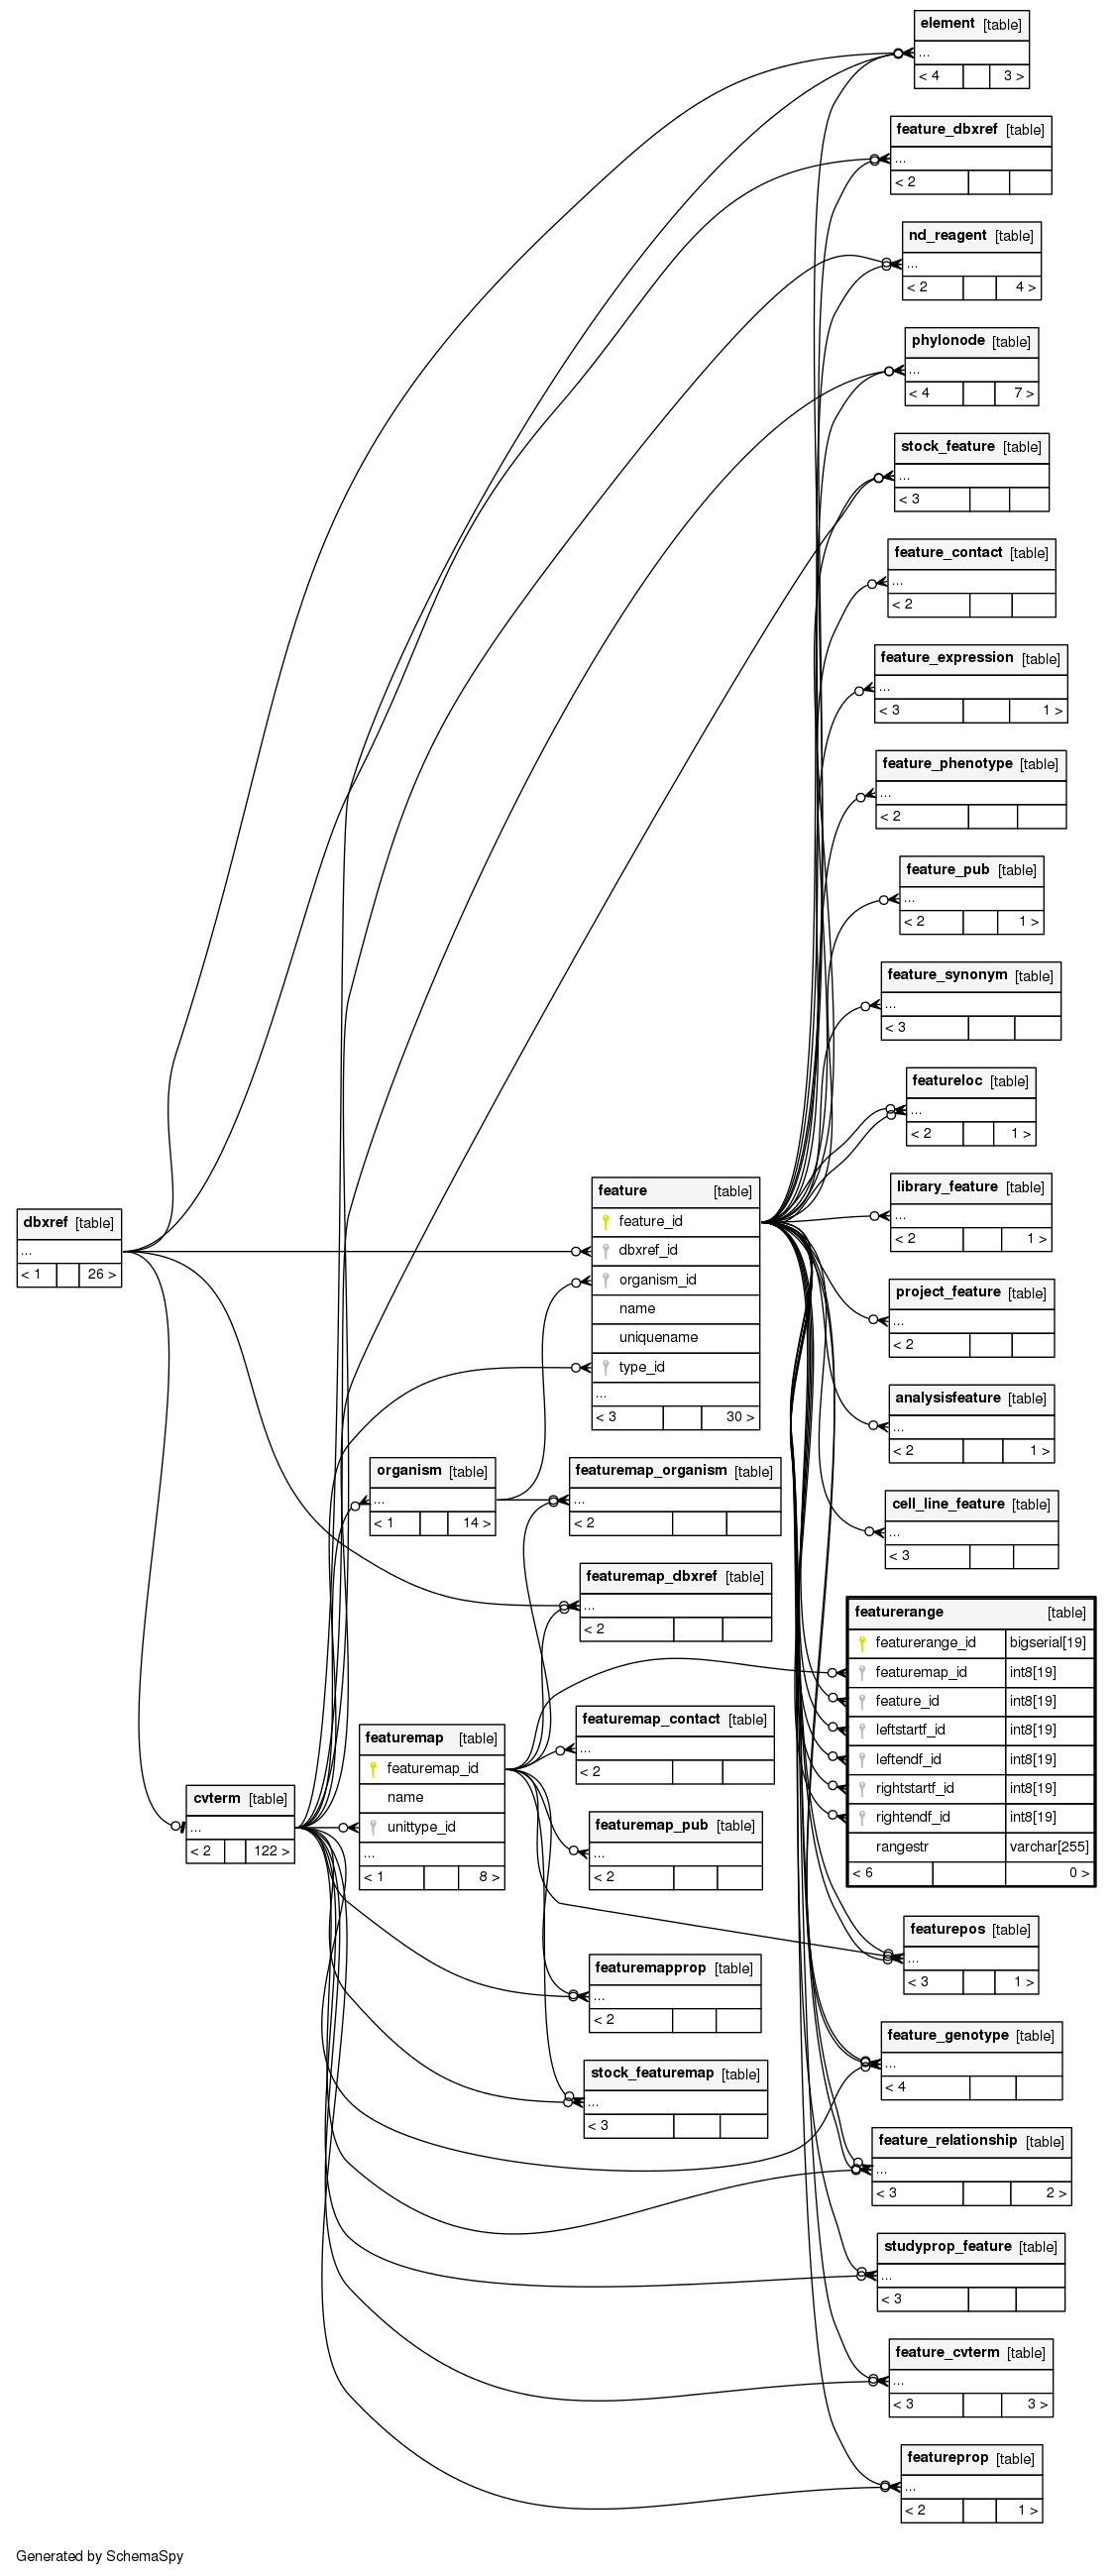 element [table]
...
< 4 3 >
feature_dbxref [table]
...
< 2
nd_reagent [table]
...
< 2 4 >
phylonode [table]
...
< 4 7 >
stock_feature [table]
...
< 3
feature_contact [table]
...
< 2
feature_expression [table]
...
< 3 1 >
feature_phenotype [table]
...
< 2
feature_pub [table]
...
< 2 1 >
feature_synonym [table]
...
< 3
featureloc [table]
...
< 2 1 >
library_feature [table]
...
< 2 1 >
project_feature [table]
...
< 2
analysisfeature [table]
...
< 2 1 >
cell_line_feature [table]
...
< 3
dbxref [table]
...
< 1 26 >
feature [table]
feature_id
dbxref_id
organism_id
name
uniquename
type_id
...
< 3 30 >
organism [table]
...
< 1 14 >
featuremap_organism [table]
...
< 2
featuremap_dbxref [table]
...
< 2
featurerange [table]
featurerange_id bigserial[19]
featuremap_id int8[19]
feature_id int8[19]
leftstartf_id int8[19]
leftendf_id int8[19]
rightstartf_id int8[19]
rightendf_id int8[19]
rangestr varchar[255]
< 6 0 >
featuremap_contact [table]
...
< 2
featuremap [table]
featuremap_id
name
unittype_id
...
< 1 8 >
cvterm [table]
...
< 2 122 >
featuremap_pub [table]
...
< 2
featurepos [table]
...
< 3 1 >
featuremapprop [table]
...
< 2
feature_genotype [table]
...
< 4
stock_featuremap [table]
...
< 3
feature_relationship [table]
...
< 3 2 >
studyprop_feature [table]
...
< 3
feature_cvterm [table]
...
< 3 3 >
featureprop [table]
...
< 2 1 >
Generated by SchemaSpy